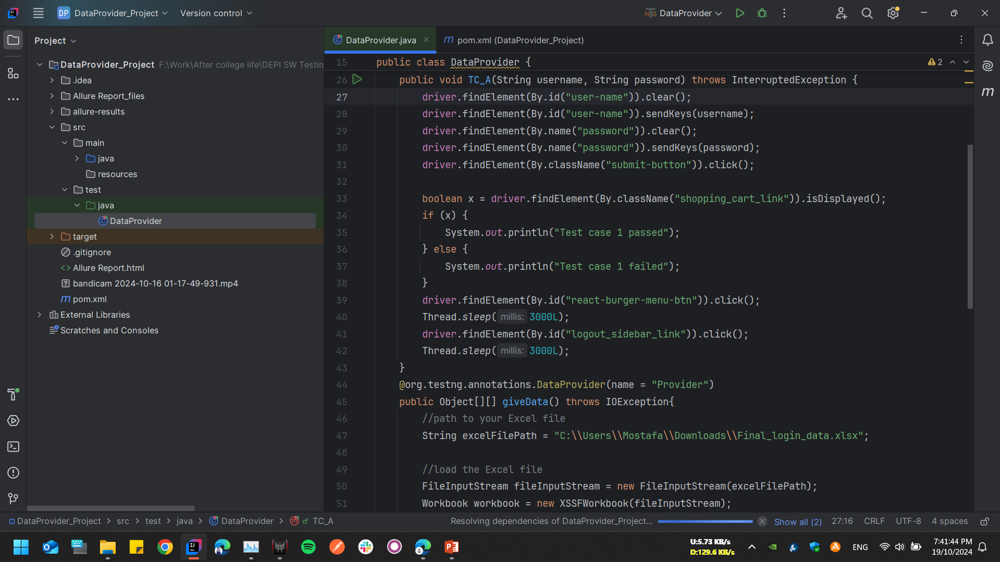 DP DataProvider_Project Version control DataProvider
Project
DataProvider_Project F:\Work\After college life\DEPI SW Testin
.idea
Allure Report_files
allure-results
src
main
java
resources
test
java
DataProvider
target
.gitignore
Allure Report.html
bandicam 2024-10-16 01-17-49-931.mp4
pom.xml
External Libraries
Scratches and Consoles
DataProvider.java pom.xml (DataProvider_Project)
15 public class DataProvider { 2
26 public void TC_A(String username, String password) throws InterruptedException {
27 driver.findElement(By.id("user-name")).clear();
28 driver.findElement(By.id("user-name")).sendKeys(username);
29 driver.findElement(By.name("password")).clear();
30 driver.findElement(By.name("password")).sendKeys(password);
31 driver.findElement(By.className("submit-button")).click();
32
33 boolean x = driver.findElement(By.className("shopping_cart_link")).isDisplayed();
34 if (x) {
35 System.out.println("Test case 1 passed");
36 } else {
37 System.out.println("Test case 1 failed");
38 }
39 driver.findElement(By.id("react-burger-menu-btn")).click();
40 Thread.sleep( millis: 3000L);
41 driver.findElement(By.id("logout_sidebar_link")).click();
42 Thread.sleep( millis: 3000L);
43 }
44 @org.testng.annotations.DataProvider(name = "Provider")
45 public Object[][] giveData() throws IOException{
46 //path to your Excel file
47 String excelFilePath = "C:\\Users\\Mostafa\\Downloads\\Final_login_data.xlsx";
48
49 //load the Excel file
50 FileInputStream fileInputStream = new FileInputStream(excelFilePath);
51 Workbook workbook = new XSSFWorkbook(fileInputStream);
DataProvider_Project > src > test > java > DataProvider > TC_A Resolving dependencies of DataProvider_Project... Show all (2) 27:16 CRLF UTF-8 4 spaces
U:5.73 KB/s
D:129.6 KB/s
ENG
7:41:44 PM
19/10/2024